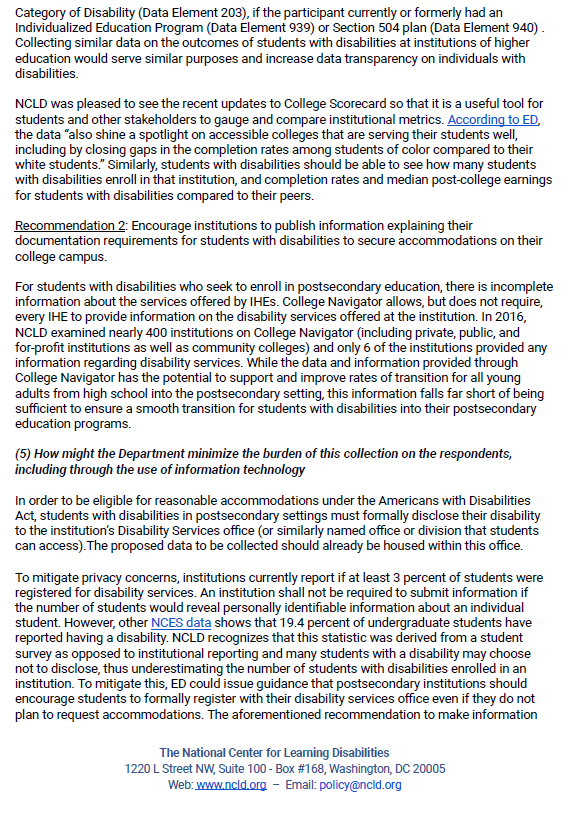 Category of Disability (Data Element 203), if the participant currently or formerly had an
Individualized Education Program (Data Element 939) or Section 504 plan (Data Element 940) .
Collecting similar data on the outcomes of students with disabilities at institutions of higher
education would serve similar purposes and increase data transparency on individuals with
disabilities.
NCLD was pleased to see the recent updates to College Scorecard so that it is a useful tool for
students and other stakeholders to gauge and compare institutional metrics. According to ED,
the data “also shine a spotlight on accessible colleges that are serving their students well,
including by closing gaps in the completion rates among students of color compared to their
white students.” Similarly, students with disabilities should be able to see how many students
with disabilities enroll in that institution, and completion rates and median post-college earnings
for students with disabilities compared to their peers.
Recommendation 2: Encourage institutions to publish information explaining their
documentation requirements for students with disabilities to secure accommodations on their
college campus.
For students with disabilities who seek to enroll in postsecondary education, there is incomplete
information about the services offered by IHEs. College Navigator allows, but does not require,
every IHE to provide information on the disability services offered at the institution. In 2016,
NCLD examined nearly 400 institutions on College Navigator (including private, public, and
for-profit institutions as well as community colleges) and only 6 of the institutions provided any
information regarding disability services. While the data and information provided through
College Navigator has the potential to support and improve rates of transition for all young
adults from high school into the postsecondary setting, this information falls far short of being
sufficient to ensure a smooth transition for students with disabilities into their postsecondary
education programs.
(5) How might the Department minimize the burden of this collection on the respondents,
including through the use of information technology
In order to be eligible for reasonable accommodations under the Americans with Disabilities
Act, students with disabilities in postsecondary settings must formally disclose their disability
to the institution’s Disability Services office (or similarly named office or division that students
can access).The proposed data to be collected should already be housed within this office.
To mitigate privacy concerns, institutions currently report if at least 3 percent of students were
registered for disability services. An institution shall not be required to submit information if
the number of students would reveal personally identifiable information about an individual
student. However, other NCES data shows that 19.4 percent of undergraduate students have
reported having a disability. NCLD recognizes that this statistic was derived from a student
survey as opposed to institutional reporting and many students with a disability may choose
not to disclose, thus underestimating the number of students with disabilities enrolled in an
institution. To mitigate this, ED could issue guidance that postsecondary institutions should
encourage students to formally register with their disability services office even if they do not
plan to request accommodations. The aforementioned recommendation to make information
The National Center for Learning Disabilities
1220 L Street NW, Suite 100 - Box #168, Washington, DC 20005
Web: www.ncld.org – Email: policy@ncld.org